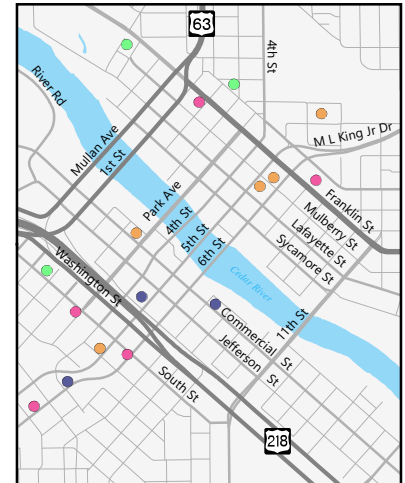 63
4th St
River Rd
M L King Jr Dr
Mullan Ave
1st St
Park Ave
Franklin St
4th St
Mulberry St
5th St
Lafayette St
6th St
Sycamore St
Washington St
Cedar River
11th St
Commercial St
Jefferson St
South St
218